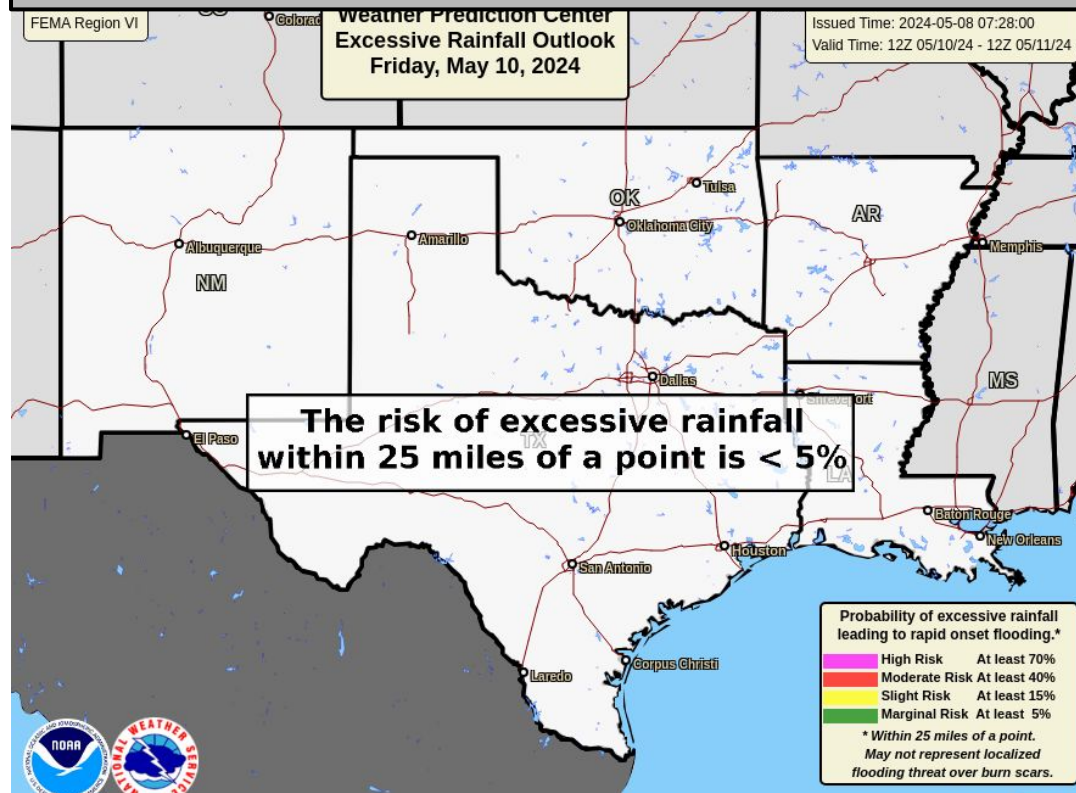 FEMA Region VI
Weather Prediction Center
Excessive Rainfall Outlook
Friday, May 10, 2024
Issued Time: 2024-05-08 07:28:00
Valid Time: 12Z 05/10/24 - 12Z 05/11/24
Tulsa
OK
Oklahoma City
AR
Albuquerque
Amarillo
Memphis
NM
Dallas
MS
Shreveport
The risk of excessive rainfall
within 25 miles of a point is < 5%
El Paso
TX
LA
Baton Rouge
New Orleans
Houston
San Antonio
Laredo
Corpus Christi
Probability of excessive rainfall
leading to rapid onset flooding.*
High Risk At least 70%
Moderate Risk At least 40%
Slight Risk At least 15%
Marginal Risk At least 5%
* Within 25 miles of a point.
May not represent localized
flooding threat over burn scars.
NOAA
NATIONAL WEATHER SERVICE